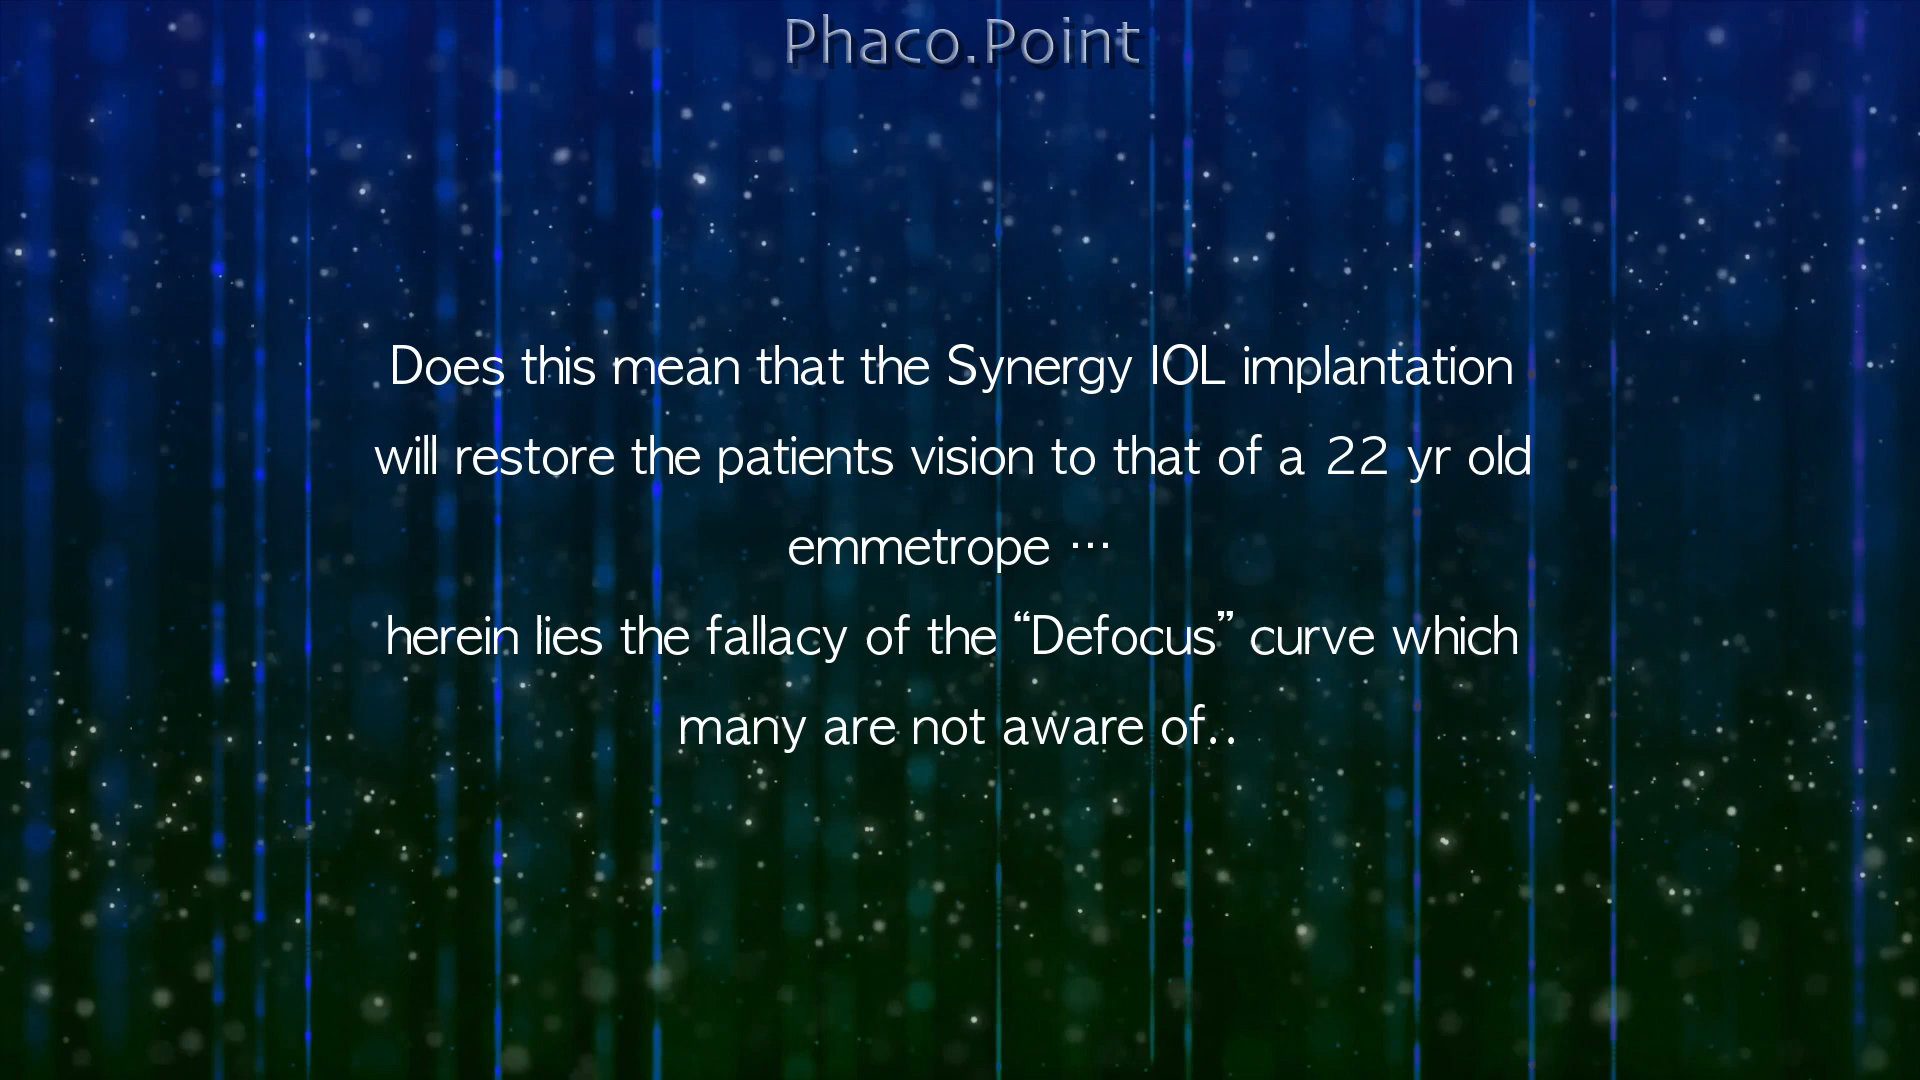 Phaco.Point
Does this mean that the Synergy IOL implantation
will restore the patients vision to that of a 22 yr old
emmetrope ...
herein lies the fallacy of the “Defocus” curve which
many are not aware of..